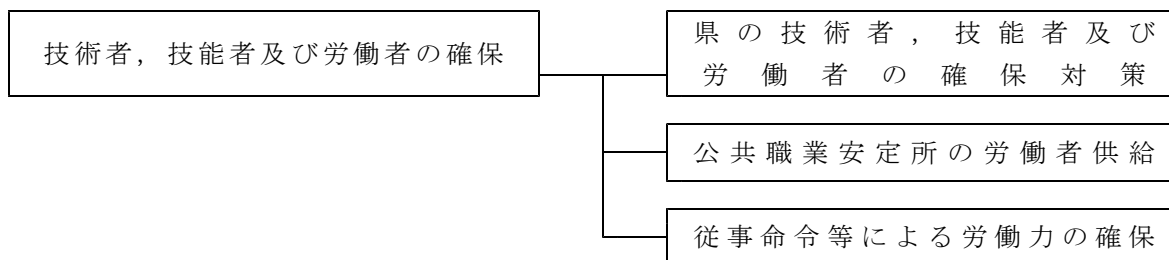 技術者，技能者及び労働者の確保
県の技術者，技能者及び
労働者の確保対策
公共職業安定所の労働者供給
従事命令等による労働力の確保